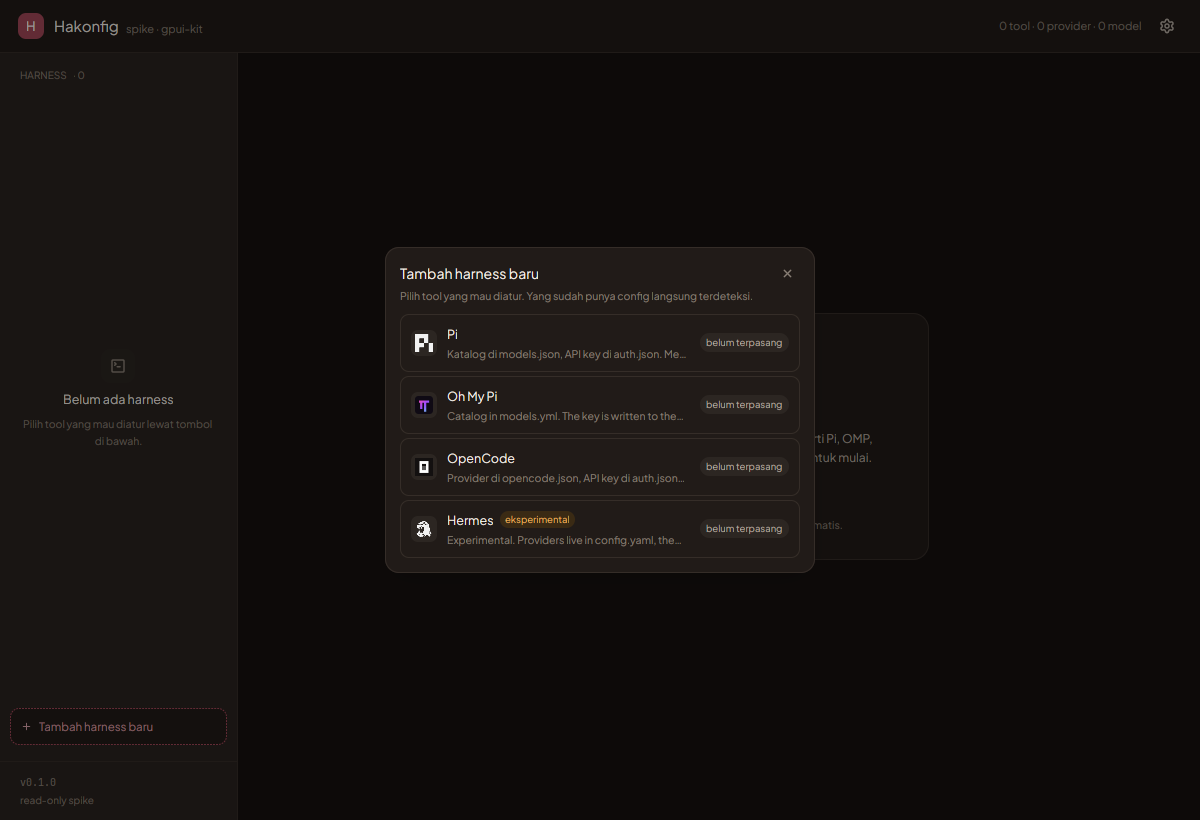 H
Hakonfig
spike · gpui-kit
0 tool · 0 provider · 0 model
HARNESS · 0
Belum ada harness
Pilih tool yang mau diatur lewat tombol
di bawah.
+ Tambah harness baru
v0.1.0
read-only spike
Tambah harness baru
Pilih tool yang mau diatur. Yang sudah punya config langsung terdeteksi.
Pi
Katalog di models.json, API key di auth.json. Me...
belum terpasang
Oh My Pi
Catalog in models.yml. The key is written to the...
belum terpasang
OpenCode
Provider di opencode.json, API key di auth.json...
belum terpasang
Hermes eksperimental
Experimental. Providers live in config.yaml, the...
belum terpasang
Pi, OMP,
mulai.